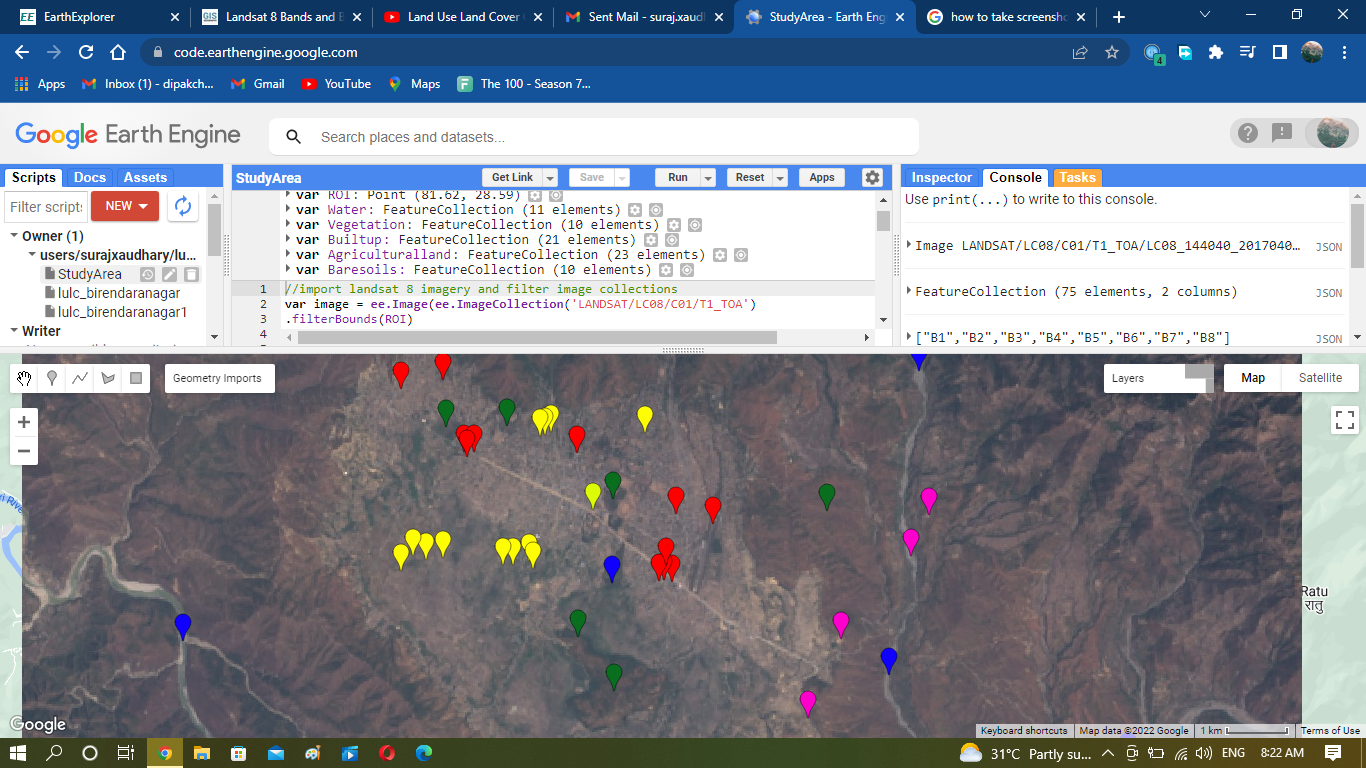 EarthExplorer
Landsat 8 Bands and
Land Use Land Cover
Sent Mail - suraj.xaudh
StudyArea - Earth Eng
how to take screensho
code.earthengine.google.com
4
Apps
Inbox (1) - dipakch...
Gmail
YouTube
Maps
The 100 - Season 7...
Google Earth Engine
Search places and datasets...
Scripts
Docs
Assets
Filter scripts
NEW
Owner (1)
users/surajxaudhary/lu...
StudyArea
lulc_birendaranagar
lulc_birendaranagar1
Writer
StudyArea
Get Link
Save
Run
Reset
Apps
var ROI: Point (81.62, 28.59)
var Water: FeatureCollection (11 elements)
var Vegetation: FeatureCollection (10 elements)
var Builtup: FeatureCollection (21 elements)
var Agriculturalland: FeatureCollection (23 elements)
var Baresoils: FeatureCollection (10 elements)
1 //import landsat 8 imagery and filter image collections
2 var image = ee.Image(ee.ImageCollection('LANDSAT/LC08/C01/T1_TOA')
3 .filterBounds(ROI)
4
Inspector
Console
Tasks
Use print(...) to write to this console.
Image LANDSAT/LC08/C01/T1_TOA/LC08_144040_2017040… JSON
FeatureCollection (75 elements, 2 columns) JSON
["B1","B2","B3","B4","B5","B6","B7","B8"] JSON
Geometry Imports
Layers
Map
Satellite
Ratu
रातु
Google
Keyboard shortcuts
Map data ©2022 Google
1 km
Terms of Use
31°C Partly su...
ENG
8:22 AM